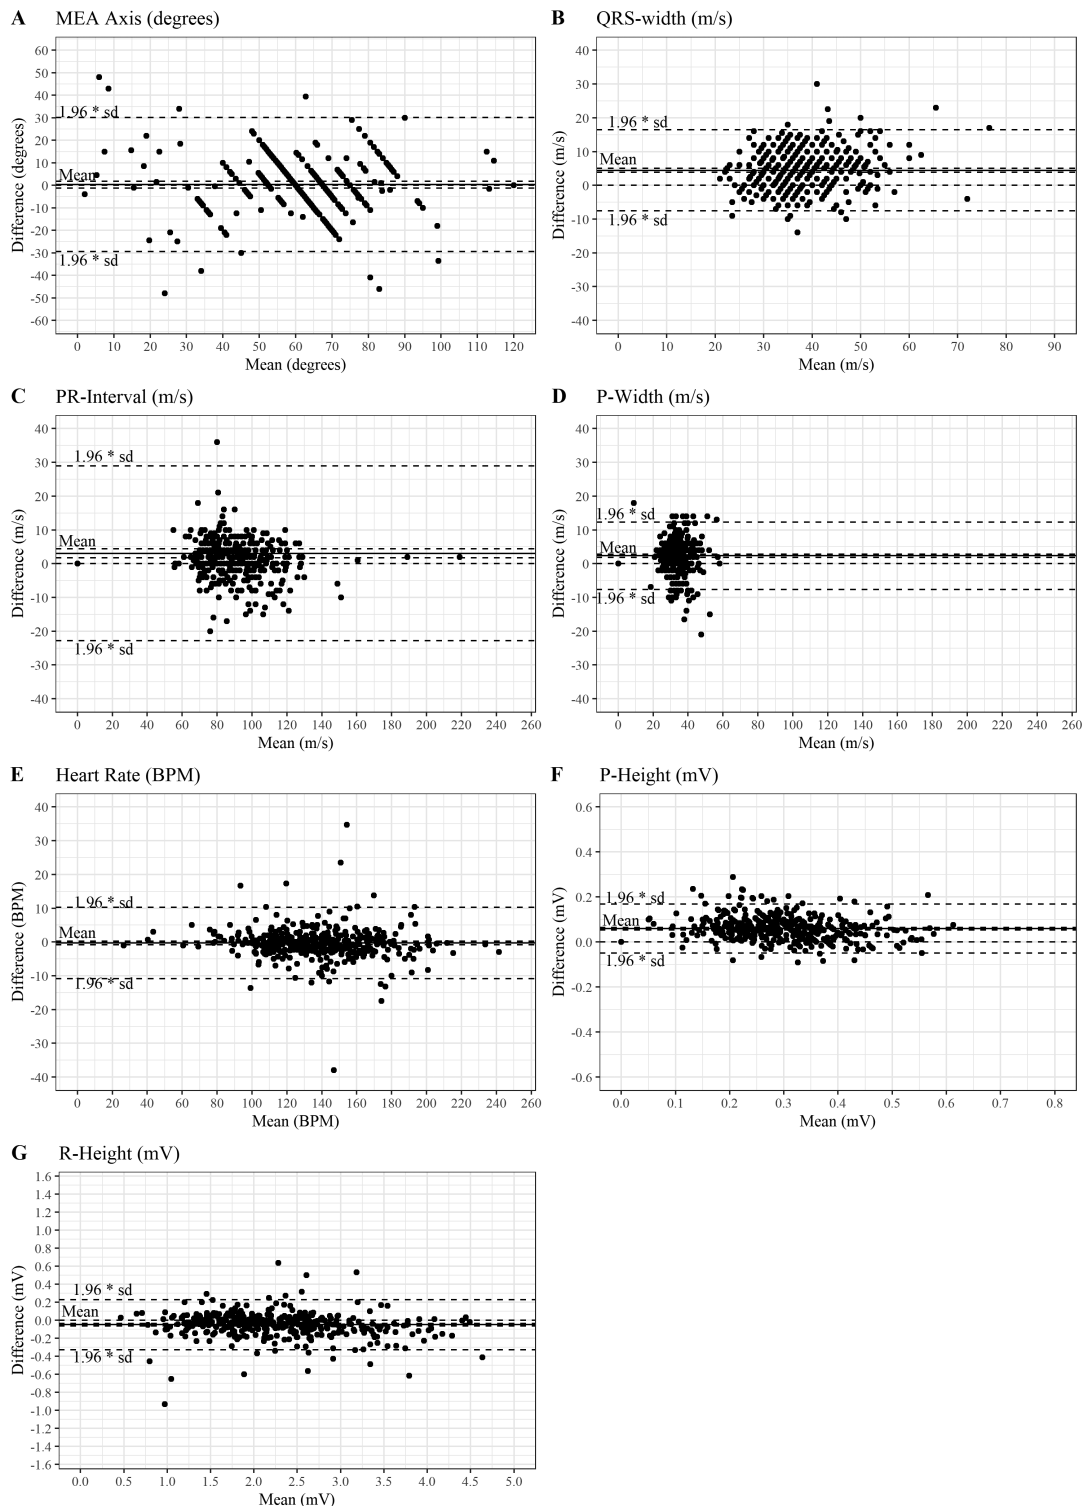 A MEA Axis (degrees)
60
50
40
30
20
10
0
-10
-20
-30
-40
-50
-60
Difference (degrees)
1.96 * sd
Mean
1.96 * sd
0 10 20 30 40 50 60 70 80 90 100 110 120
Mean (degrees)
B QRS-width (m/s)
40
30
20
10
0
-10
-20
-30
-40
Difference (m/s)
1.96 * sd
Mean
1.96 * sd
0 10 20 30 40 50 60 70 80 90
Mean (m/s)
C PR-Interval (m/s)
40
30
20
10
0
-10
-20
-30
-40
Difference (m/s)
1.96 * sd
Mean
1.96 * sd
0 20 40 60 80 100 120 140 160 180 200 220 240 260
Mean (m/s)
D P-Width (m/s)
40
30
20
10
0
-10
-20
-30
-40
Difference (m/s)
1.96 * sd
Mean
1.96 * sd
0 20 40 60 80 100 120 140 160 180 200 220 240 260
Mean (m/s)
E Heart Rate (BPM)
40
30
20
10
0
-10
-20
-30
-40
Difference (BPM)
1.96 * sd
Mean
1.96 * sd
0 20 40 60 80 100 120 140 160 180 200 220 240 260
Mean (BPM)
F P-Height (mV)
0.6
0.4
0.2
0.0
-0.2
-0.4
-0.6
Difference (mV)
1.96 * sd
Mean
1.96 * sd
0.0 0.1 0.2 0.3 0.4 0.5 0.6 0.7 0.8
Mean (mV)
G R-Height (mV)
1.6
1.4
1.2
1.0
0.8
0.6
0.4
0.2
0.0
-0.2
-0.4
-0.6
-0.8
-1.0
-1.2
-1.4
-1.6
Difference (mV)
1.96 * sd
Mean
1.96 * sd
0.0 0.5 1.0 1.5 2.0 2.5 3.0 3.5 4.0 4.5 5.0
Mean (mV)